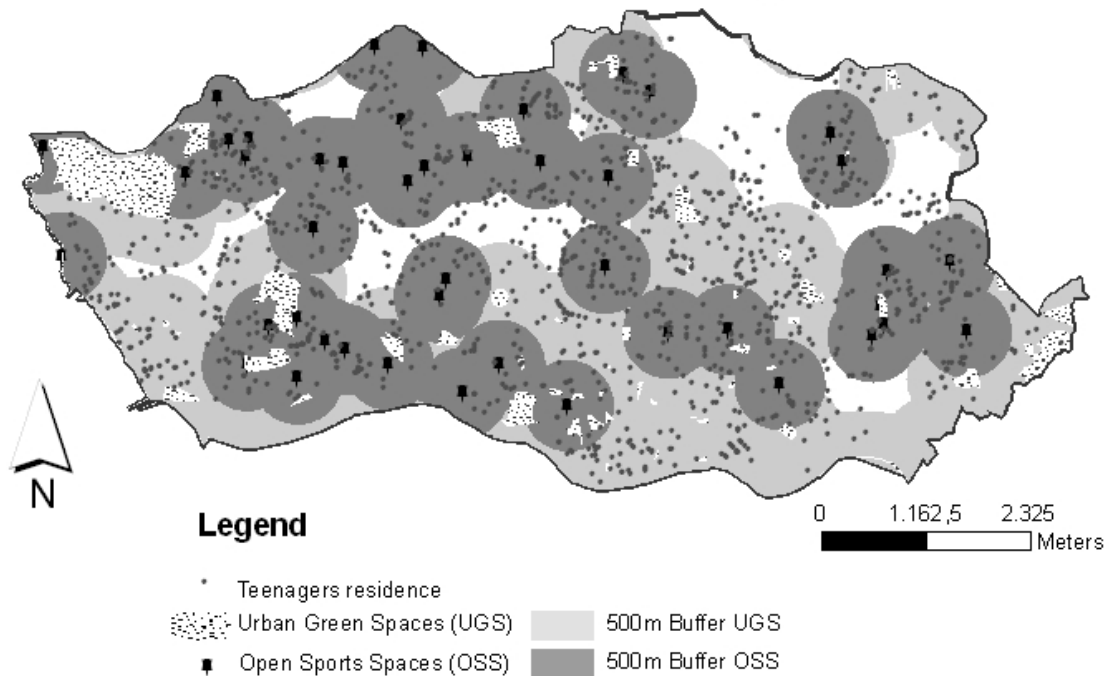 N
0 1.162,5 2.325
Meters
Legend
Teenagers residence
Urban Green Spaces (UGS) 500m Buffer UGS
Open Sports Spaces (OSS) 500m Buffer OSS